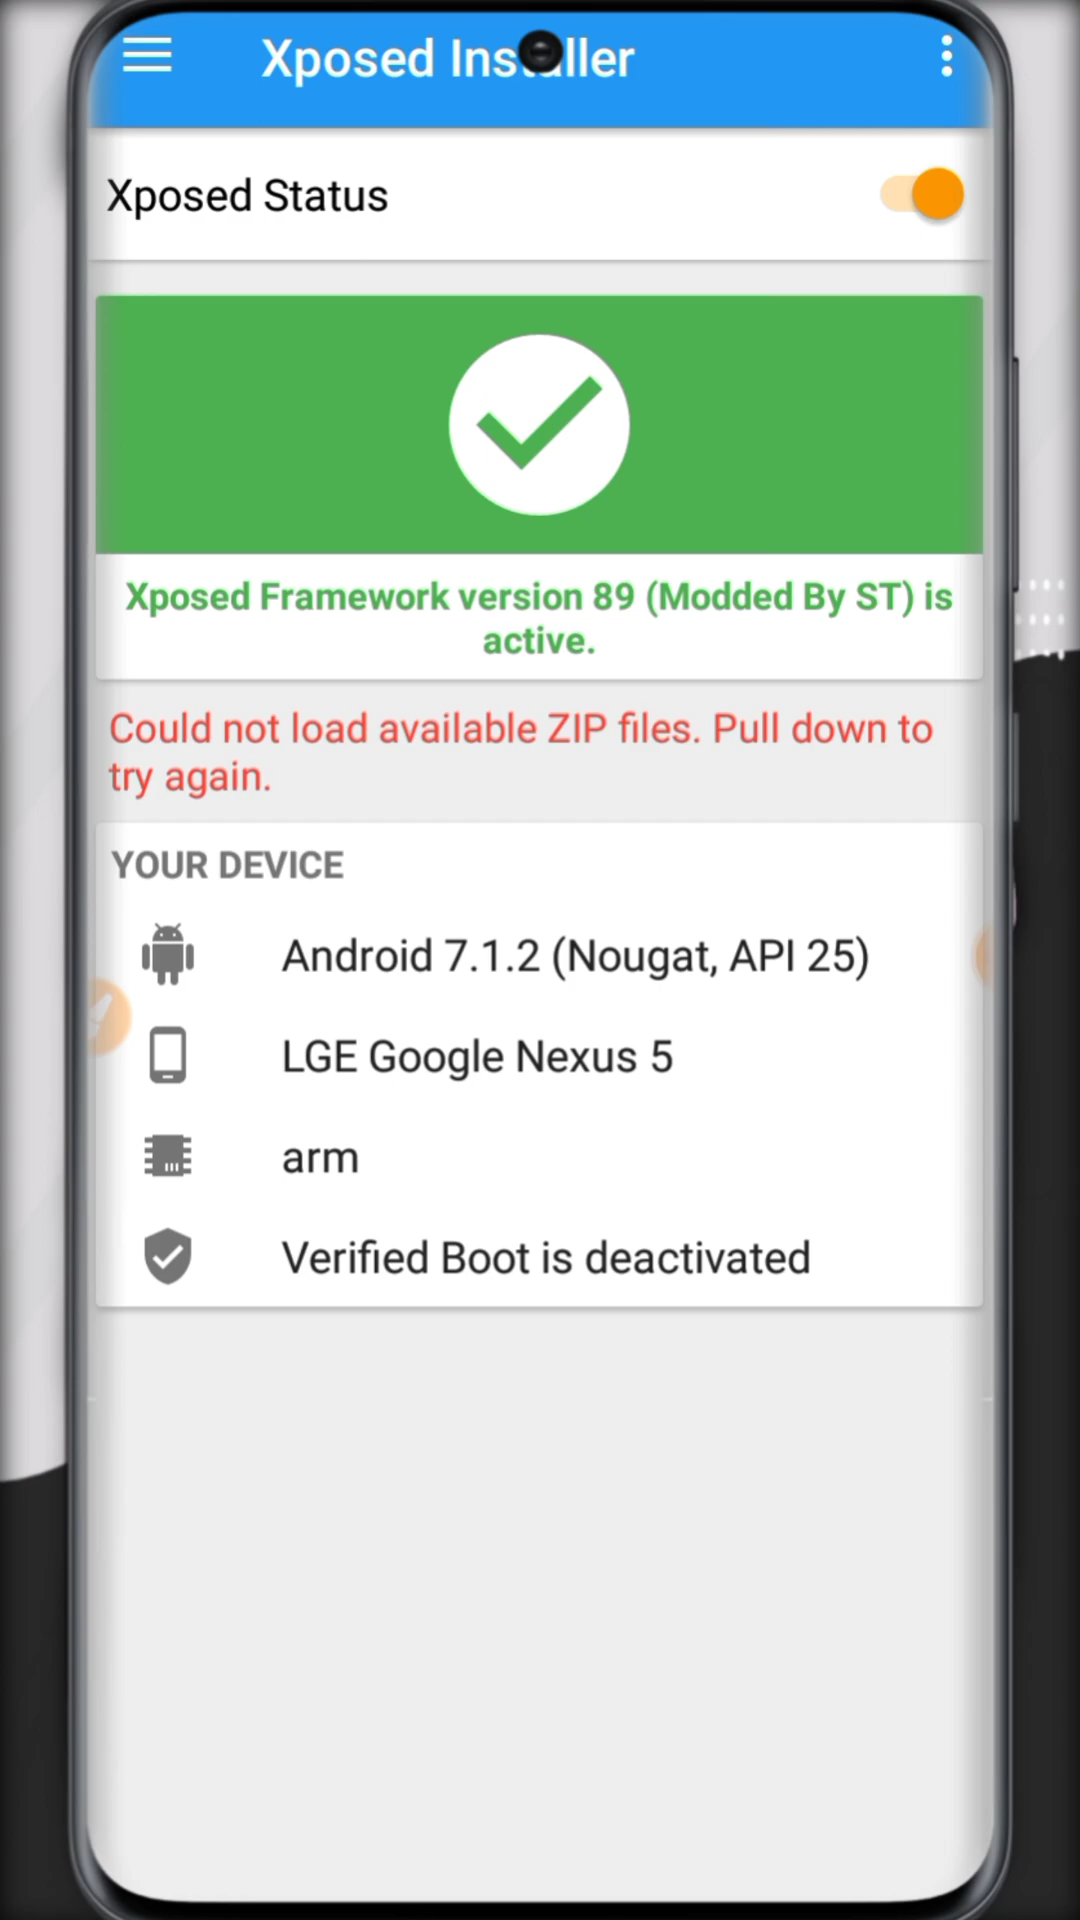 Xposed Installer
Xposed Status
Xposed Framework version 89 (Modded By ST) is
active.
Could not load available ZIP files. Pull down to
try again.
YOUR DEVICE
Android 7.1.2 (Nougat, API 25)
LGE Google Nexus 5
arm
Verified Boot is deactivated